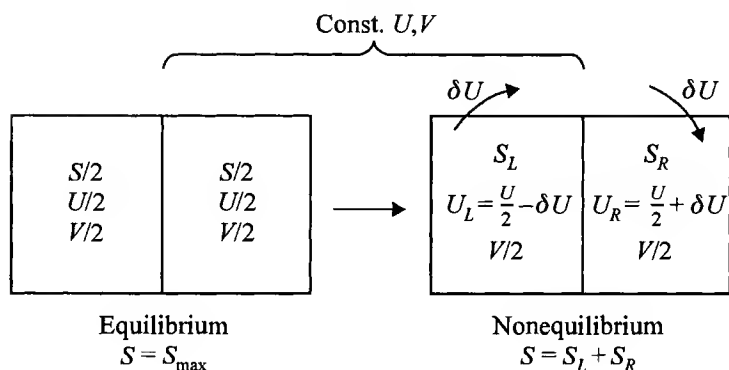 Const. U,V
δU δU
S/2 S/2 S_L S_R
U/2 U/2 U_L = U/2 − δU U_R = U/2 + δU
V/2 V/2 V/2 V/2
Equilibrium Nonequilibrium
S = S_max S = S_L + S_R